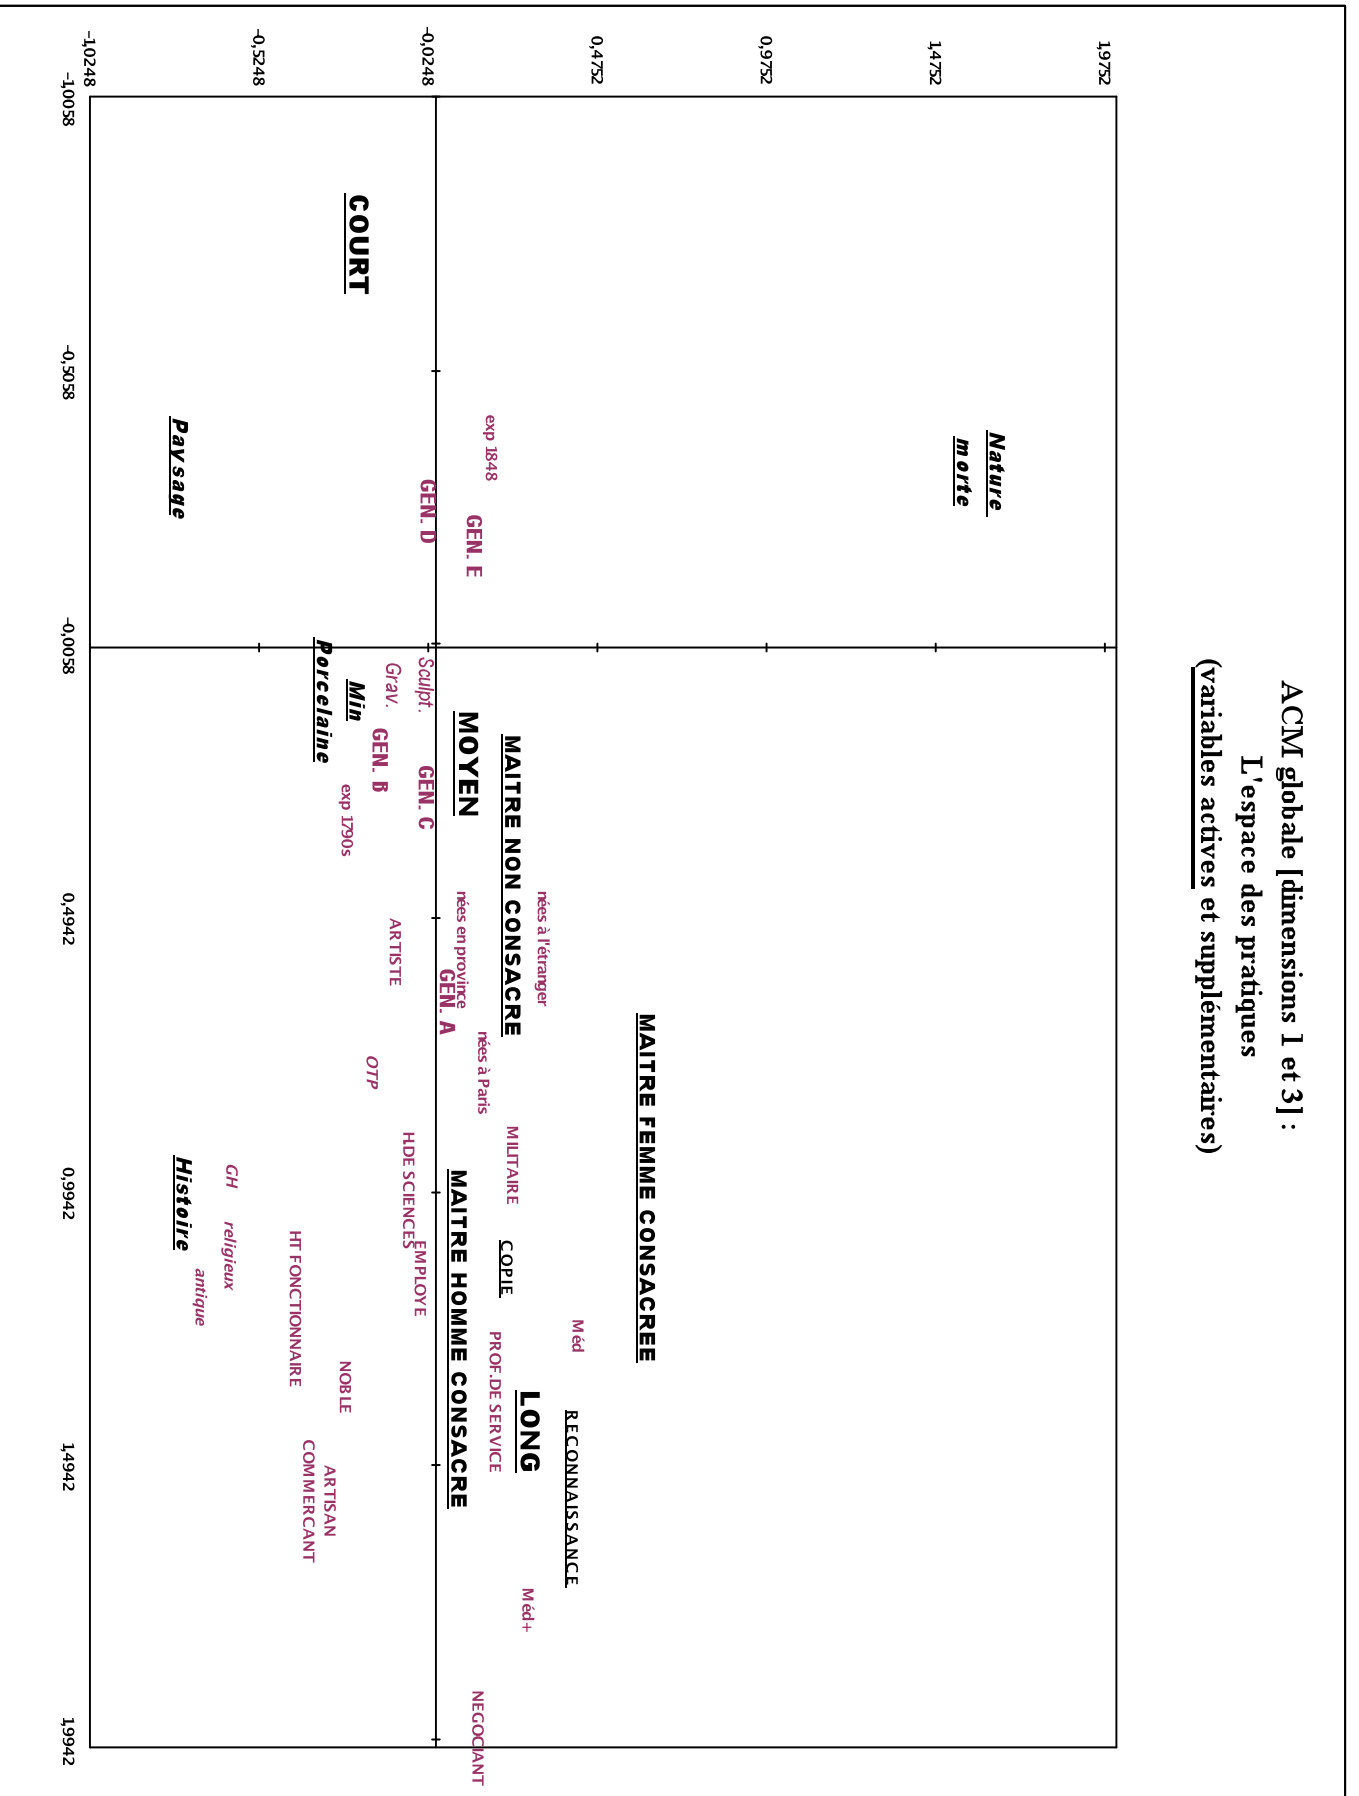 ACM globale [dimensions 1 et 3] :
L'espace des pratiques
(variables actives et supplémentaires)
1,9752
1,4752
0,9752
0,4752
-0,0248
-0,5248
-1,0248
-1,0058
-0,5058
-0,0058
0,4942
0,9942
1,4942
1,9942
Nature
morte
MAITRE FEMME CONSACREE
Méd
RECONNAISSANCE
nées à l'étranger
LONG
Méd+
MAITRE NON CONSACRE
MILITAIRE
COPIE
exp 1848
PROF.DE SERVICE
GEN. E
nées à Paris
NEGOCIANT
MOYEN
nées en province
MAITRE HOMME CONSACRE
GEN. A
GEN. D
Sculpt.
GEN. C
EMPLOYE
H.DE SCIENCES
Grav.
ARTISTE
GEN. B
OTP
COURT
Min
exp 1790s
NOBLE
Porcelaine
ARTISAN
COMMERCANT
HT FONCTIONNAIRE
GH
religieux
antique
Paysage
Histoire